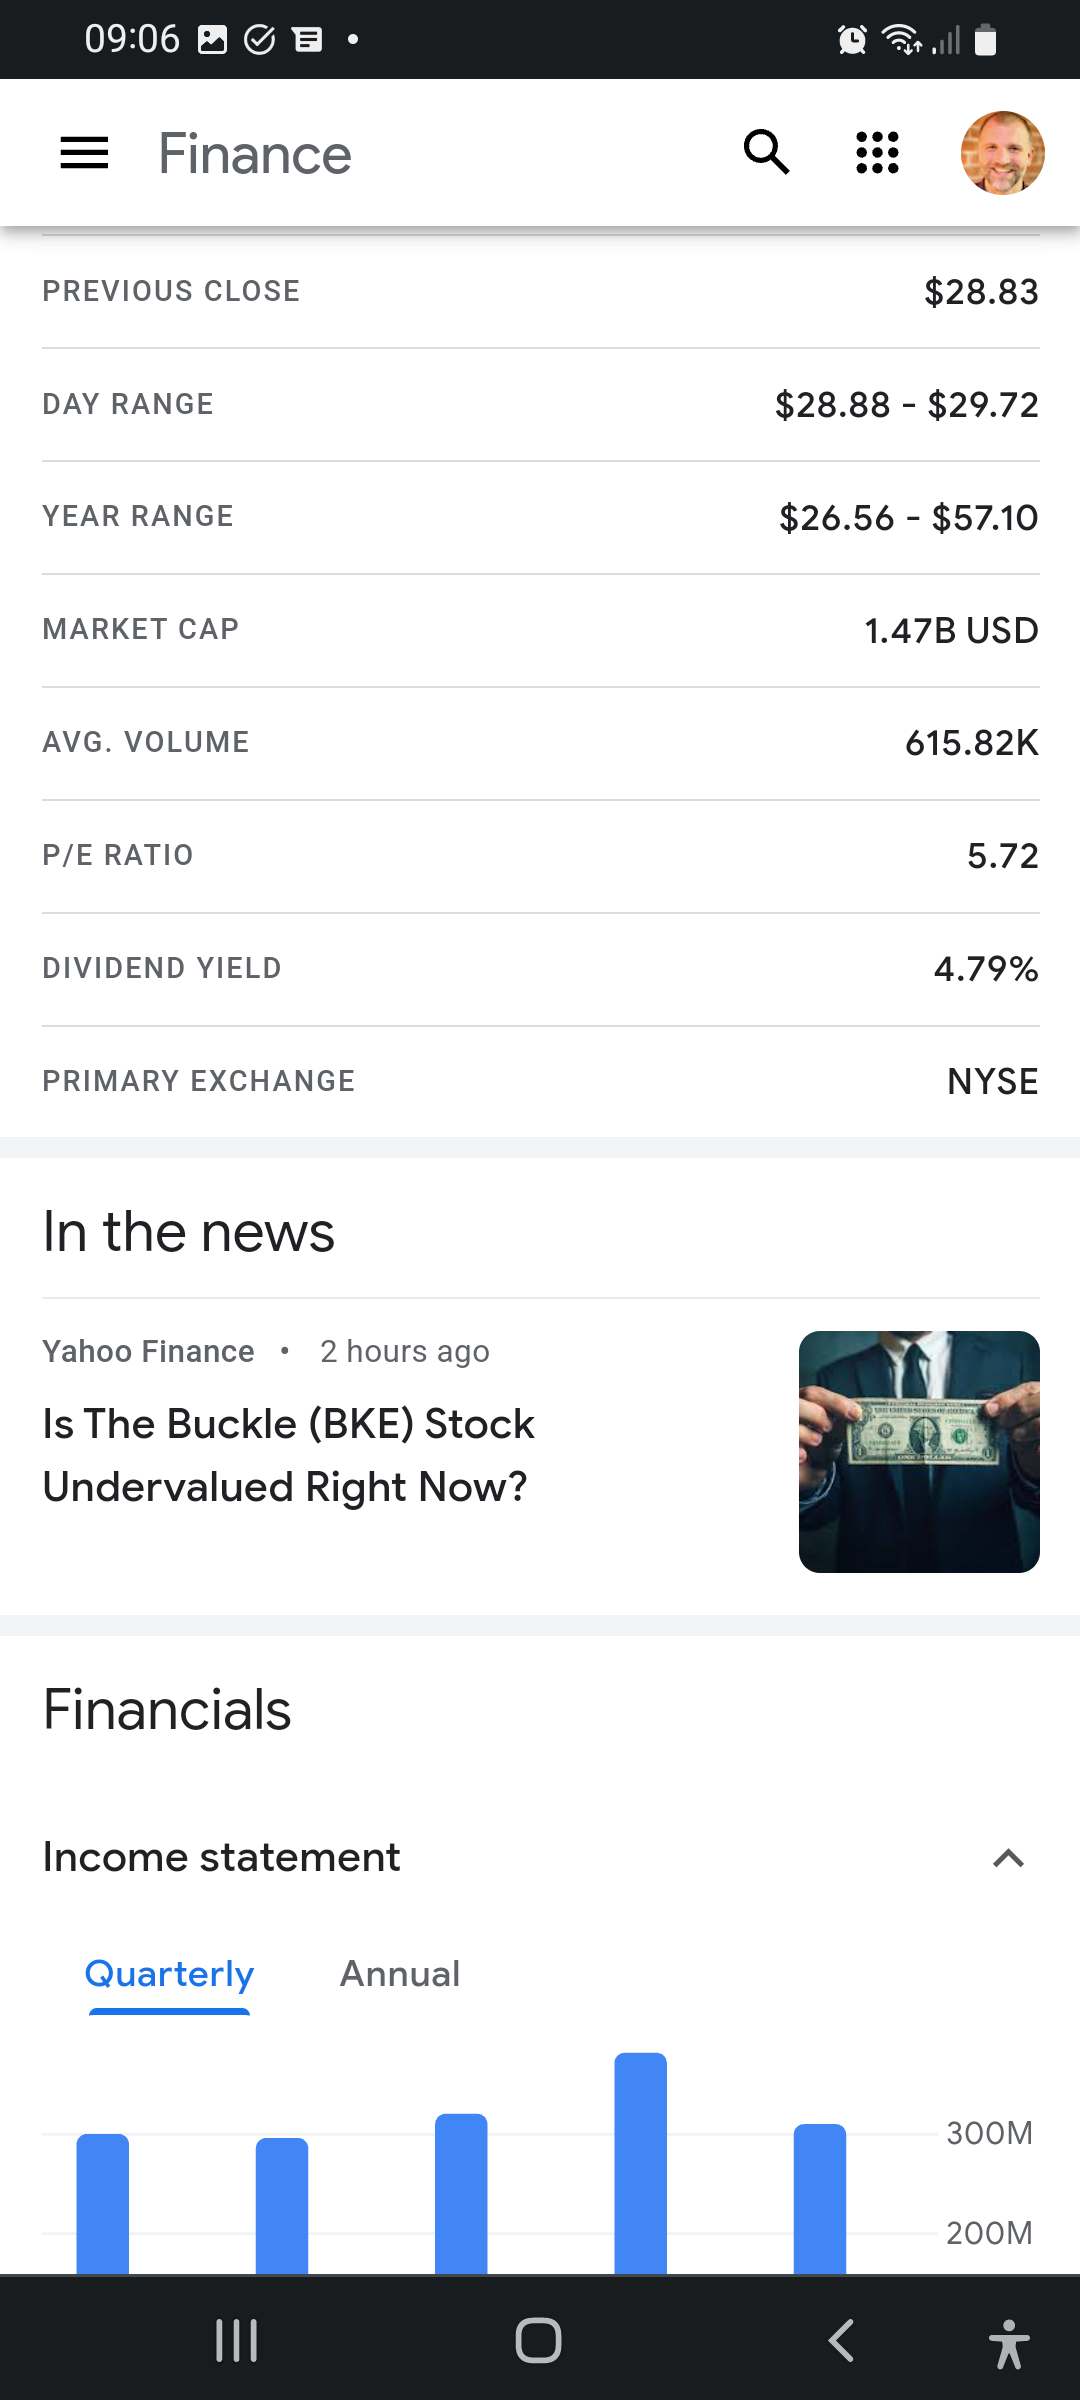 09:06
Finance
PREVIOUS CLOSE $28.83
DAY RANGE $28.88 - $29.72
YEAR RANGE $26.56 - $57.10
MARKET CAP 1.47B USD
AVG. VOLUME 615.82K
P/E RATIO 5.72
DIVIDEND YIELD 4.79%
PRIMARY EXCHANGE NYSE
In the news
Yahoo Finance • 2 hours ago
Is The Buckle (BKE) Stock
Undervalued Right Now?
Financials
Income statement
Quarterly Annual
300M
200M